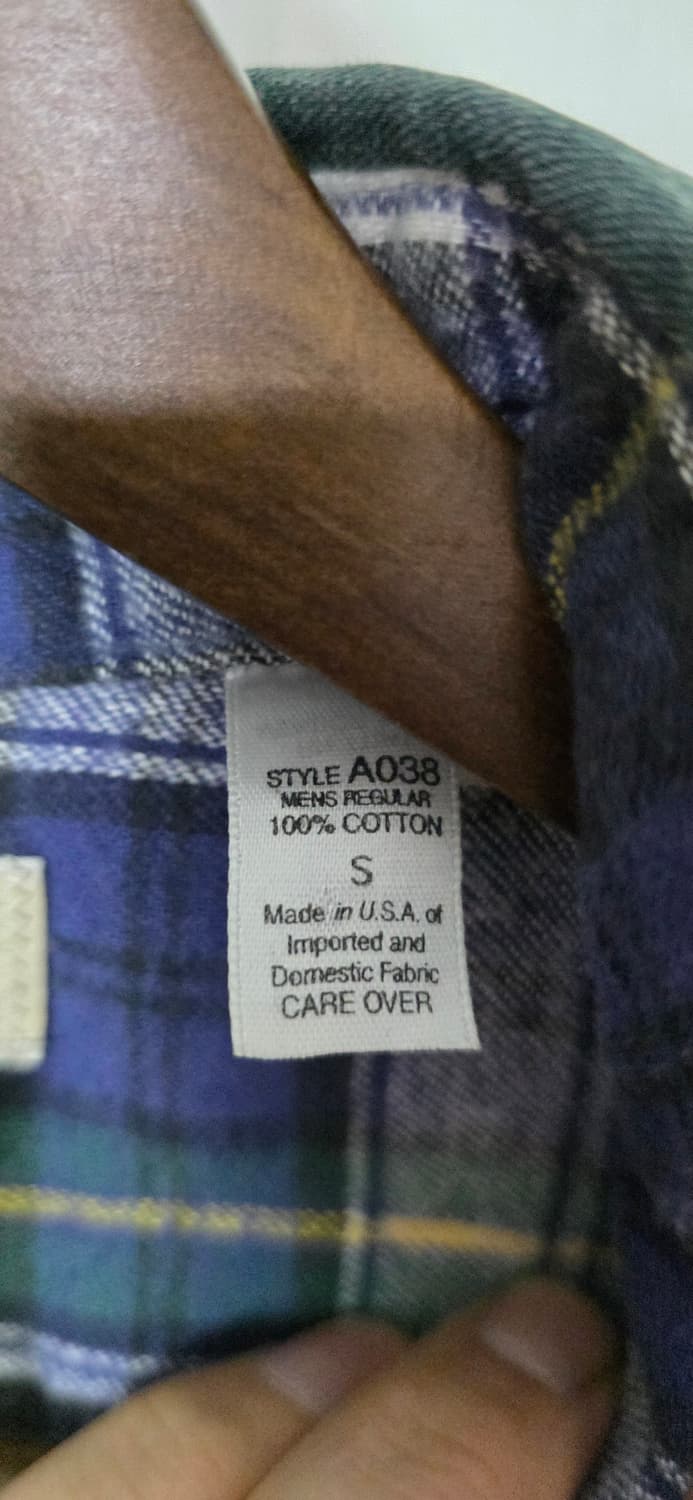 STYLE A038
MENS REGULAR
100% COTTON
S
Made in U.S.A. of
Imported and
Domestic Fabric
CARE OVER